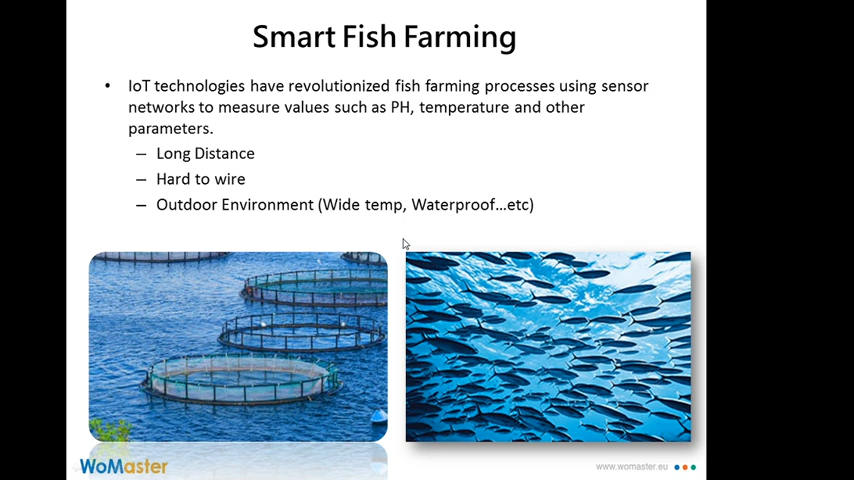 Smart Fish Farming
• IoT technologies have revolutionized fish farming processes using sensor
networks to measure values such as PH, temperature and other
parameters.
– Long Distance
– Hard to wire
– Outdoor Environment (Wide temp, Waterproof...etc)
WoMaster
www.womaster.eu